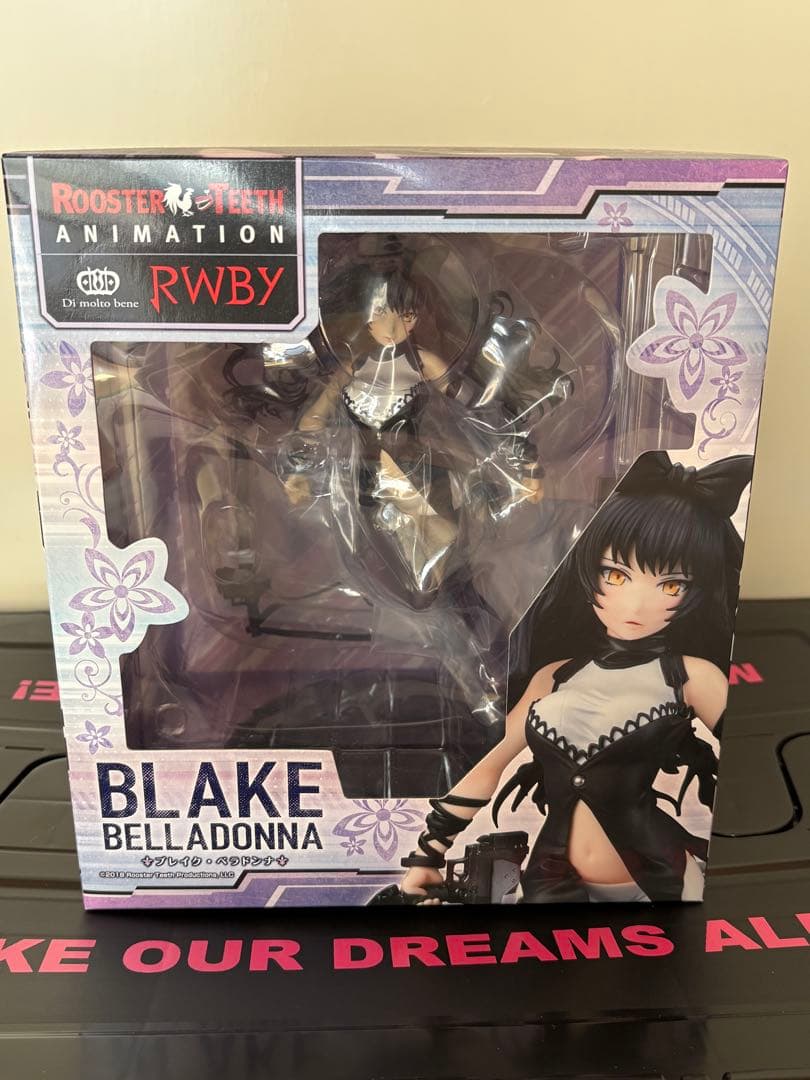 ROOSTER TEETH
ANIMATION
Di molto bene
RWBY
BLAKE
BELLADONNA
ブレイク・ベラドンナ
©2019 Rooster Teeth Productions, LLC
KE OUR DREAMS AL